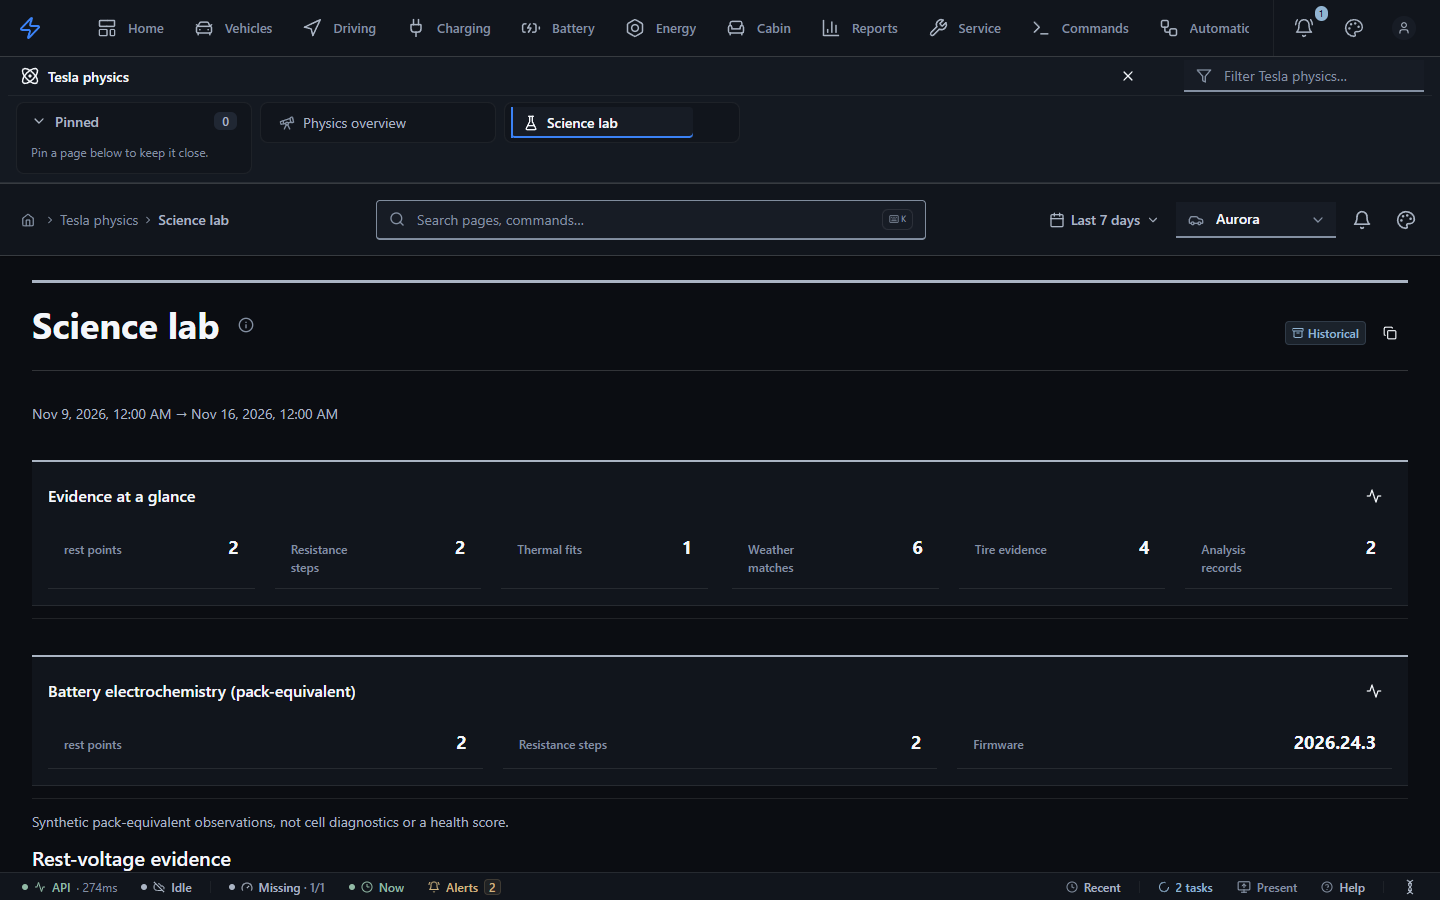 Home
Vehicles
Driving
Charging
Battery
Energy
Cabin
Reports
Service
Commands
Automatic
1
Tesla physics
Filter Tesla physics...
Pinned
0
Pin a page below to keep it close.
Physics overview
Science lab
Tesla physics
Science lab
Search pages, commands...
K
Last 7 days
Aurora
Science lab
Historical
Nov 9, 2026, 12:00 AM → Nov 16, 2026, 12:00 AM
Evidence at a glance
rest points
2
Resistance
steps
2
Thermal fits
1
Weather
matches
6
Tire evidence
4
Analysis
records
2
Battery electrochemistry (pack-equivalent)
rest points
2
Resistance steps
2
Firmware
2026.24.3
Synthetic pack-equivalent observations, not cell diagnostics or a health score.
Rest-voltage evidence
API · 274ms
Idle
Missing · 1/1
Now
Alerts 2
Recent
2 tasks
Present
Help